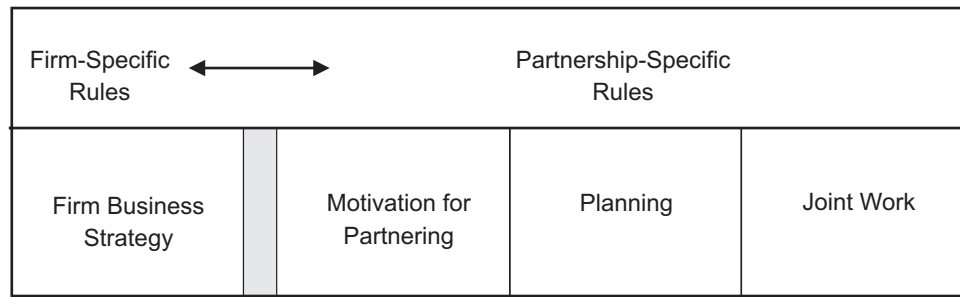 Firm-Specific
Rules
Partnership-Specific
Rules
Firm Business
Strategy
Motivation for
Partnering
Planning
Joint Work